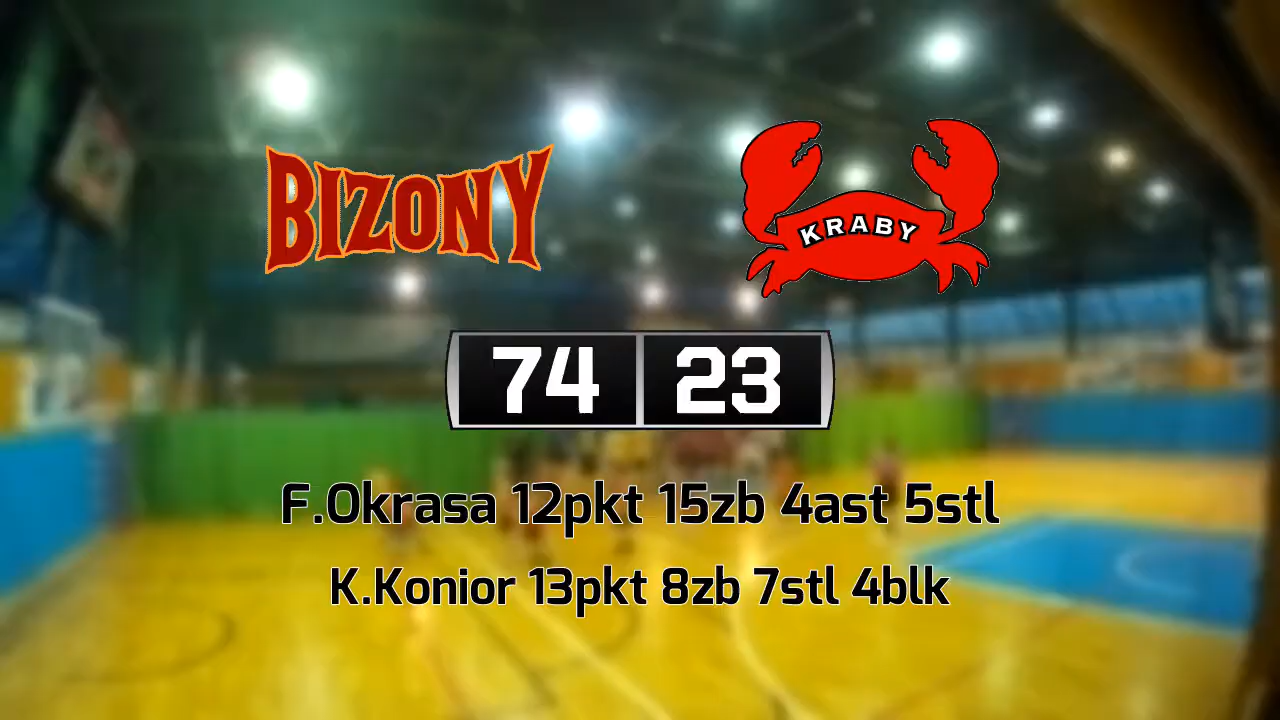 BIZONY
KRABY
74 23
F.Okrasa 12pkt 15zb 4ast 5stl
K.Konior 13pkt 8zb 7stl 4blk